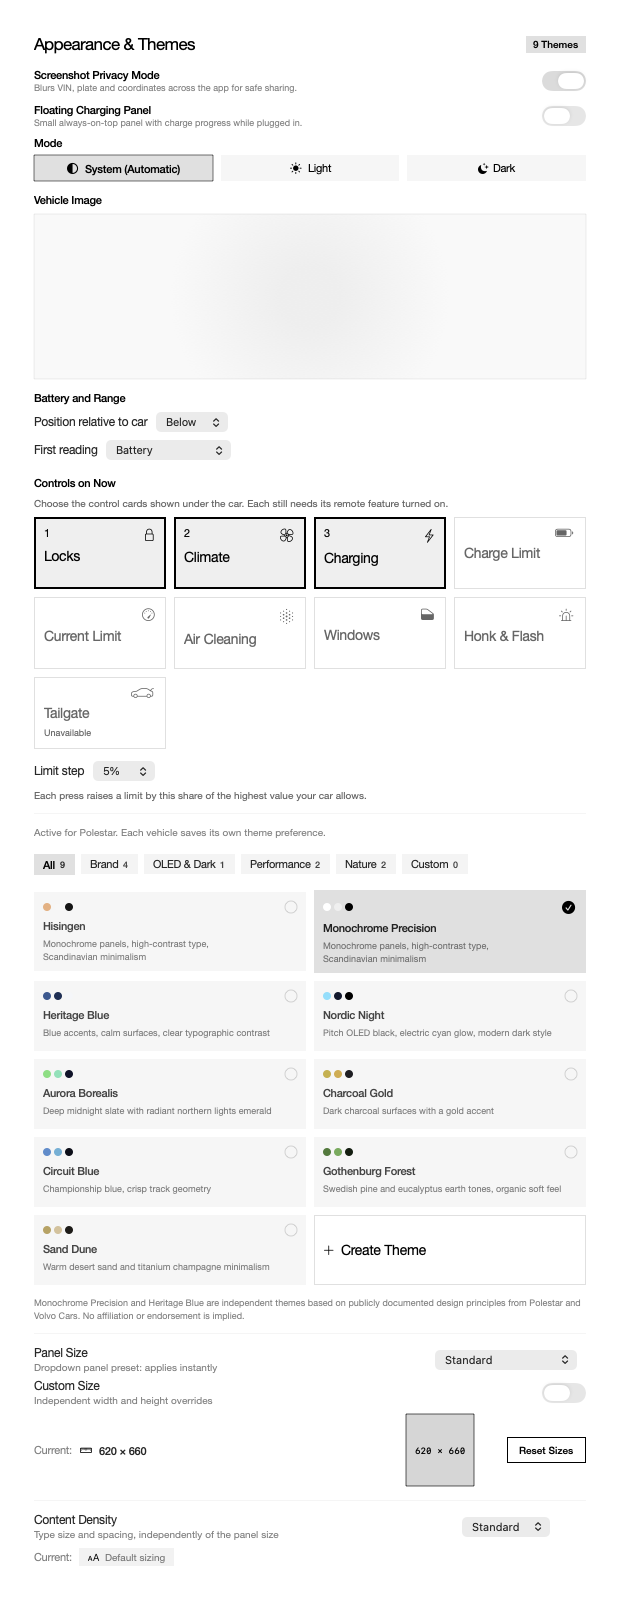 Appearance & Themes
9 Themes
Screenshot Privacy Mode
Blurs VIN, plate and coordinates across the app for safe sharing.
Floating Charging Panel
Small always-on-top panel with charge progress while plugged in.
Mode
System (Automatic)
Light
Dark
Vehicle Image
Battery and Range
Position relative to car
Below
First reading
Battery
Controls on Now
Choose the control cards shown under the car. Each still needs its remote feature turned on.
1
Locks
2
Climate
3
Charging
Charge Limit
Current Limit
Air Cleaning
Windows
Honk & Flash
Tailgate
Unavailable
Limit step
5%
Each press raises a limit by this share of the highest value your car allows.
Active for Polestar. Each vehicle saves its own theme preference.
All 9
Brand 4
OLED & Dark 1
Performance 2
Nature 2
Custom 0
Hisingen
Monochrome panels, high-contrast type,
Scandinavian minimalism
Monochrome Precision
Monochrome panels, high-contrast type,
Scandinavian minimalism
Heritage Blue
Blue accents, calm surfaces, clear typographic contrast
Nordic Night
Pitch OLED black, electric cyan glow, modern dark style
Aurora Borealis
Deep midnight slate with radiant northern lights emerald
Charcoal Gold
Dark charcoal surfaces with a gold accent
Circuit Blue
Championship blue, crisp track geometry
Gothenburg Forest
Swedish pine and eucalyptus earth tones, organic soft feel
Sand Dune
Warm desert sand and titanium champagne minimalism
+ Create Theme
Monochrome Precision and Heritage Blue are independent themes based on publicly documented design principles from Polestar and
Volvo Cars. No affiliation or endorsement is implied.
Panel Size
Dropdown panel preset: applies instantly
Standard
Custom Size
Independent width and height overrides
Current:
620 × 660
620 × 660
Reset Sizes
Content Density
Type size and spacing, independently of the panel size
Standard
Current:
AA Default sizing